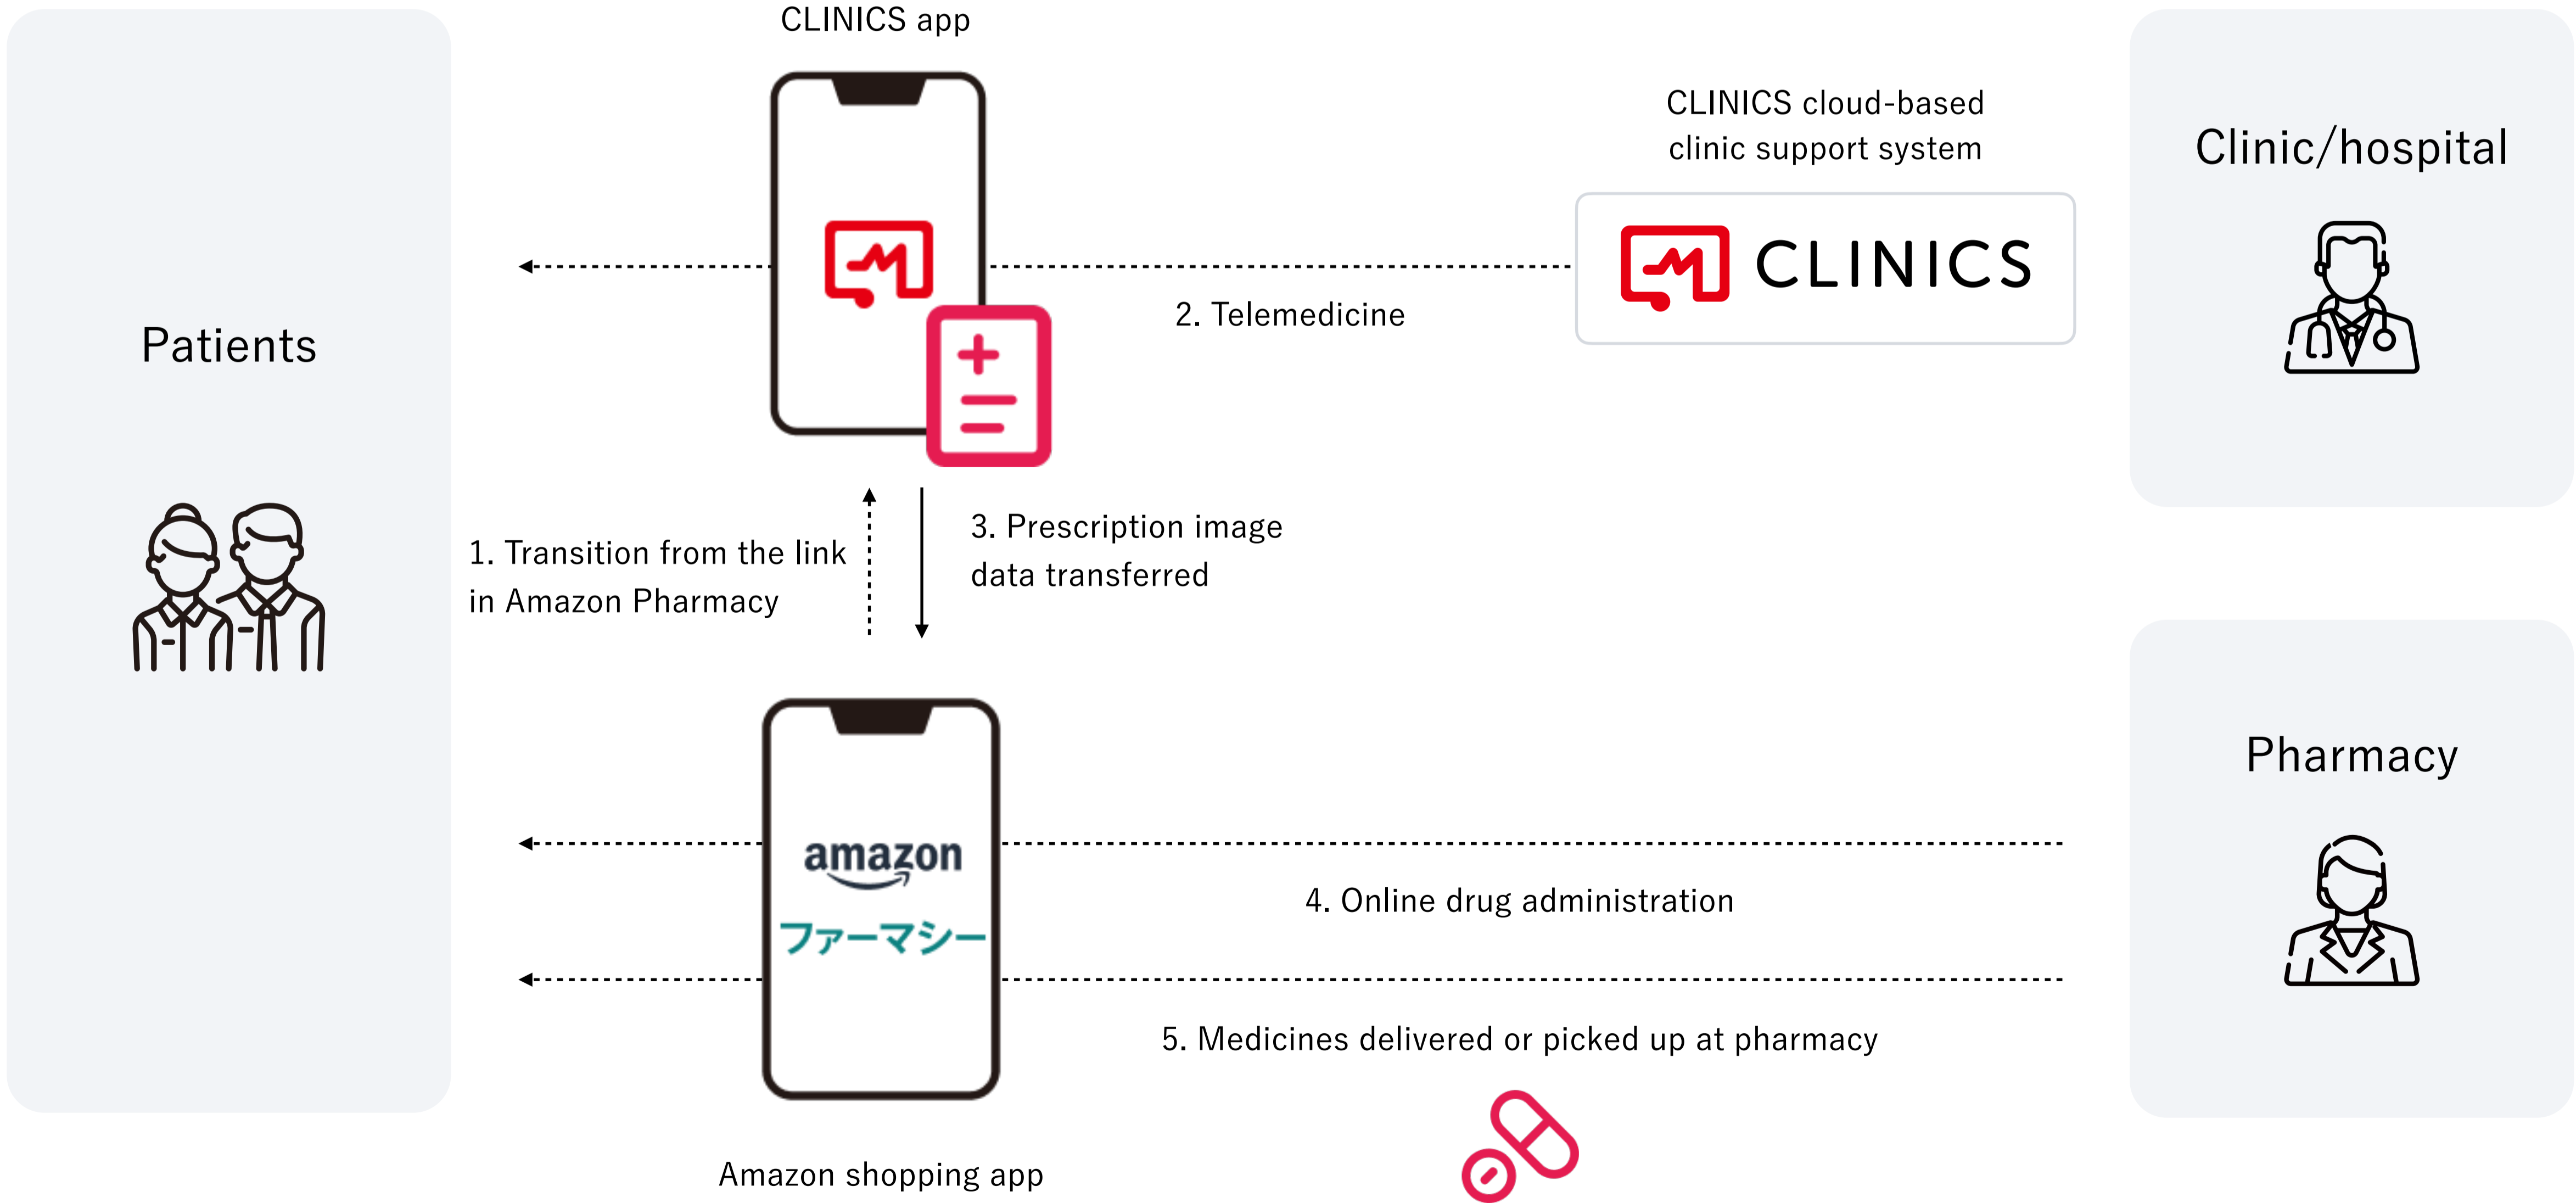 CLINICS app
CLINICS cloud-based
clinic support system
Clinic/hospital
CLINICS
2. Telemedicine
Patients
1. Transition from the link
in Amazon Pharmacy
3. Prescription image
data transferred
Pharmacy
amazon
ファーマシー
4. Online drug administration
5. Medicines delivered or picked up at pharmacy
Amazon shopping app